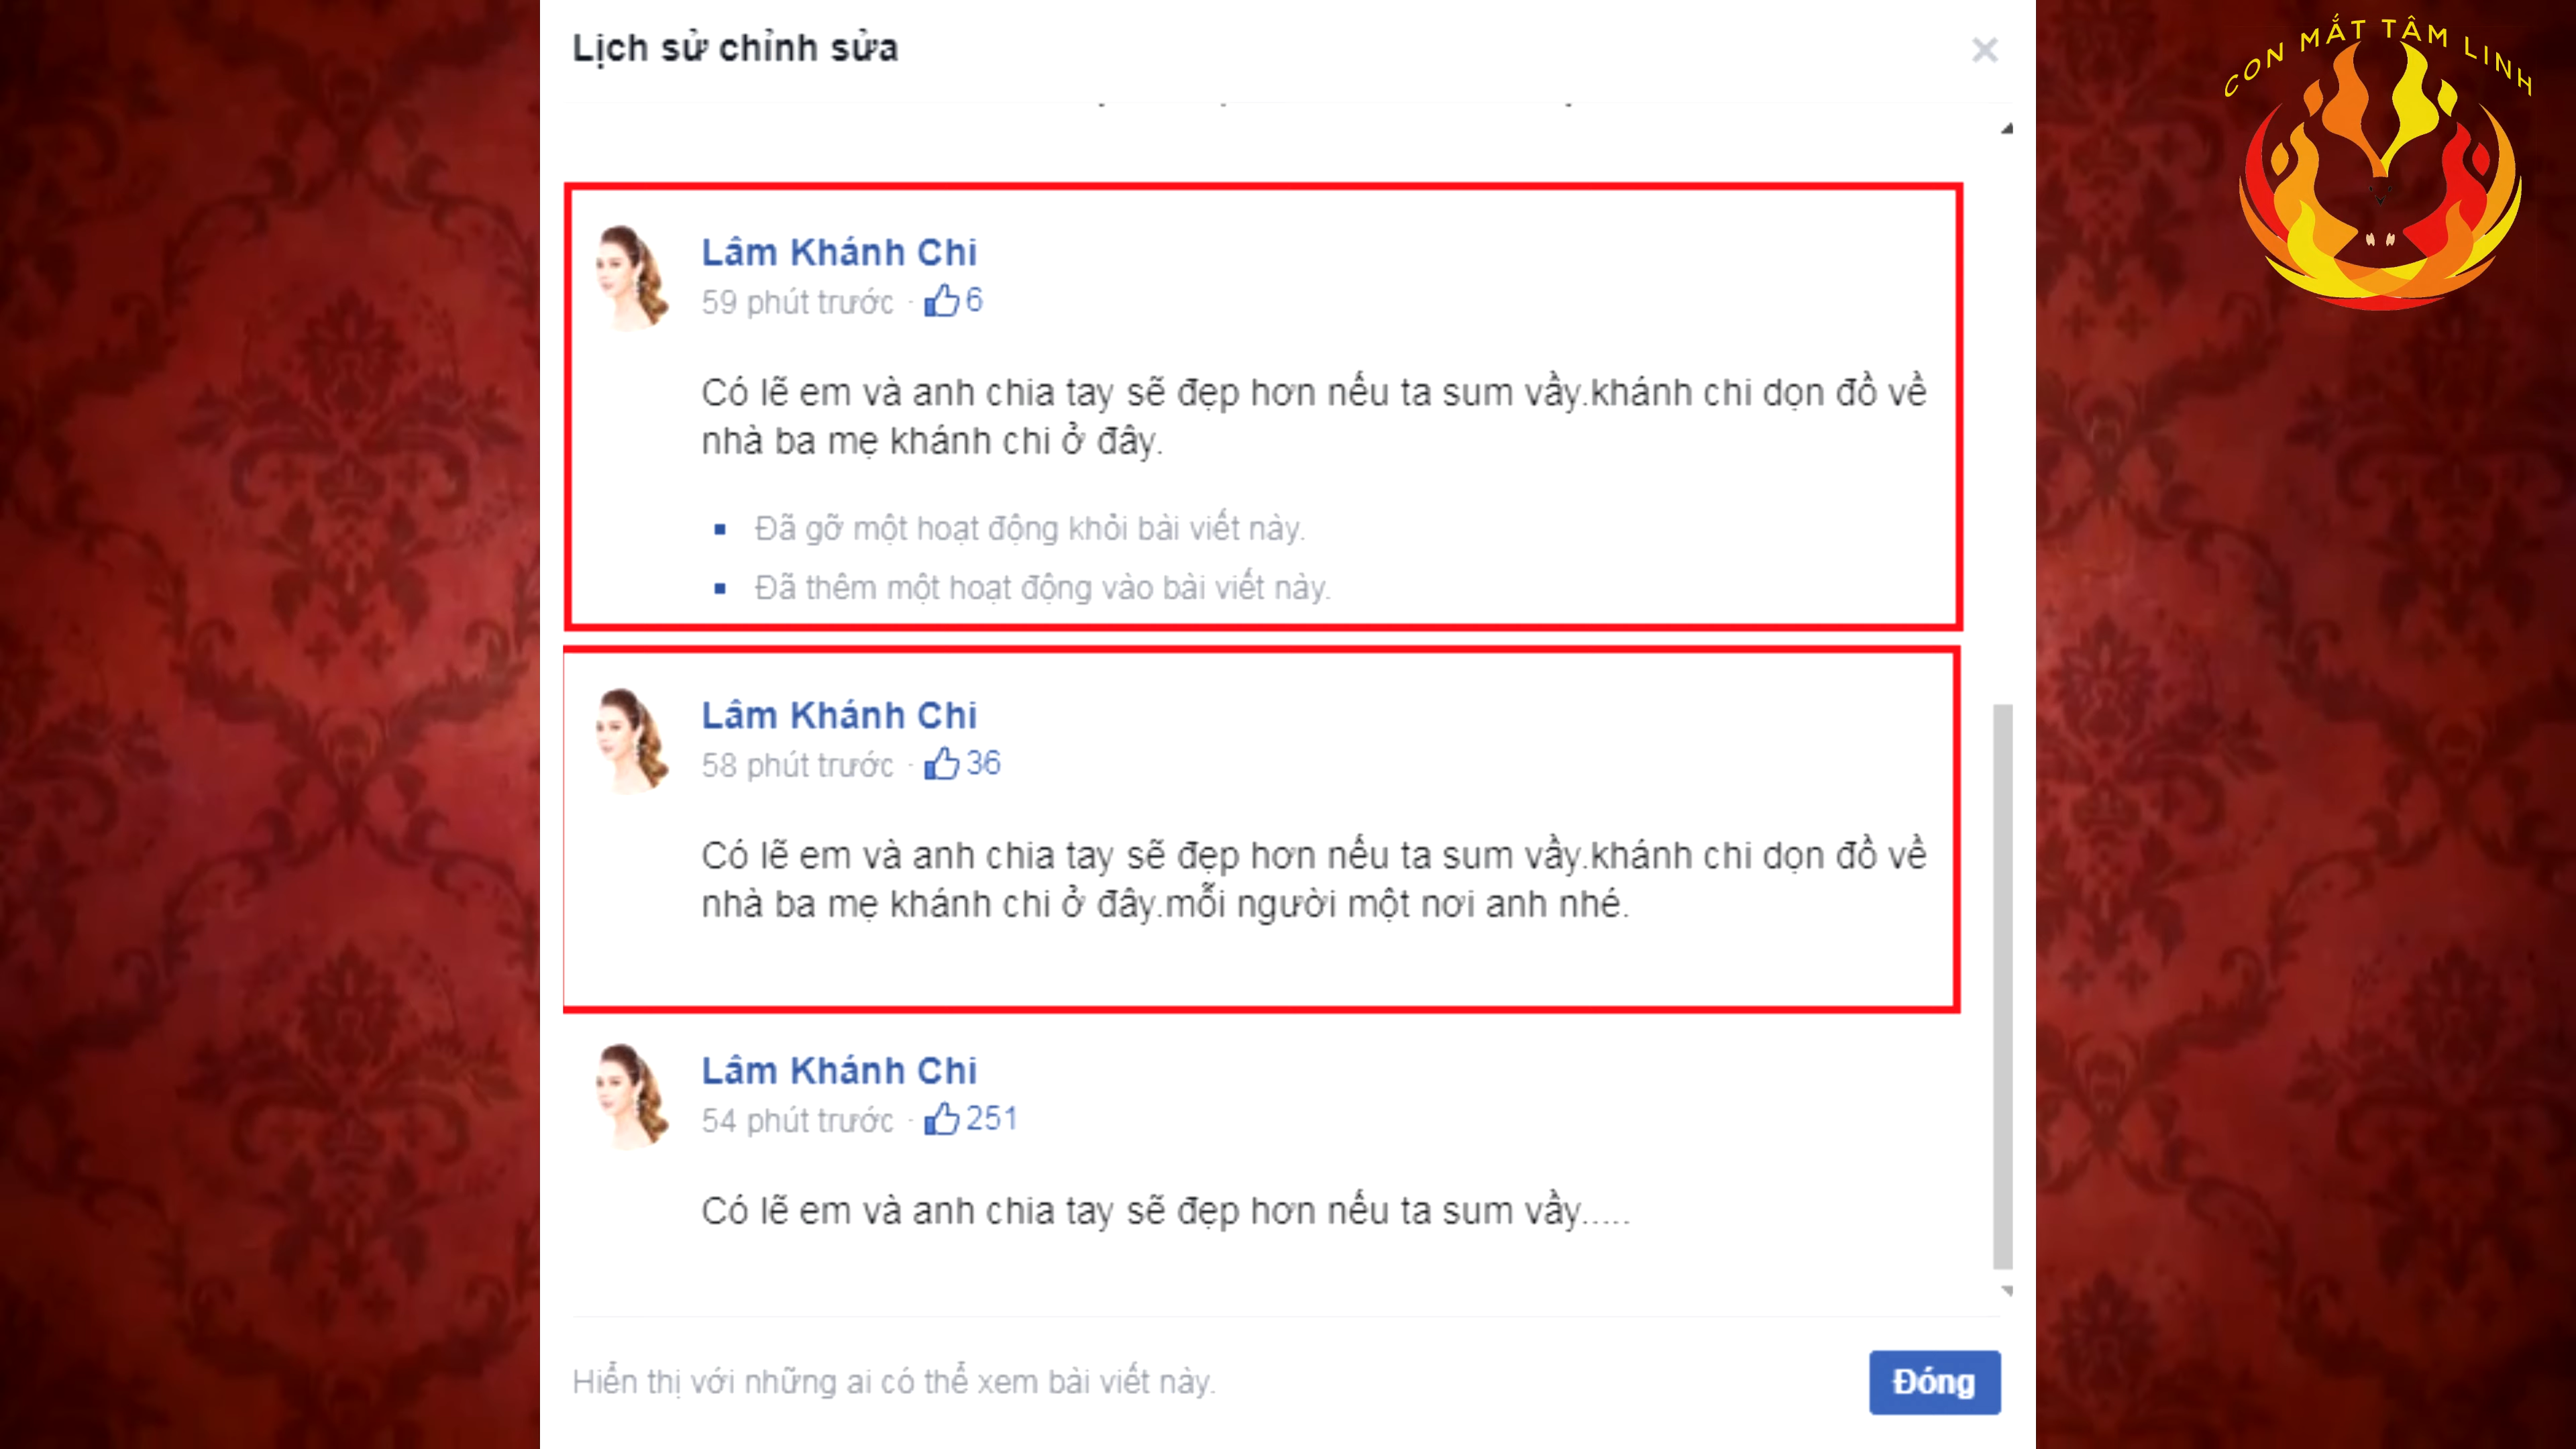 Lịch sử chỉnh sửa
CON MẮT TÂM LINH
Lâm Khánh Chi
59 phút trước · 6
Có lẽ em và anh chia tay sẽ đẹp hơn nếu ta sum vầy.khánh chi dọn đồ về
nhà ba mẹ khánh chi ở đây.
Đã gỡ một hoạt động khỏi bài viết này.
Đã thêm một hoạt động vào bài viết này.
Lâm Khánh Chi
58 phút trước · 36
Có lẽ em và anh chia tay sẽ đẹp hơn nếu ta sum vầy.khánh chi dọn đồ về
nhà ba mẹ khánh chi ở đây.mỗi người một nơi anh nhé.
Lâm Khánh Chi
54 phút trước · 251
Có lẽ em và anh chia tay sẽ đẹp hơn nếu ta sum vầy.....
Hiển thị với những ai có thể xem bài viết này.
Đóng